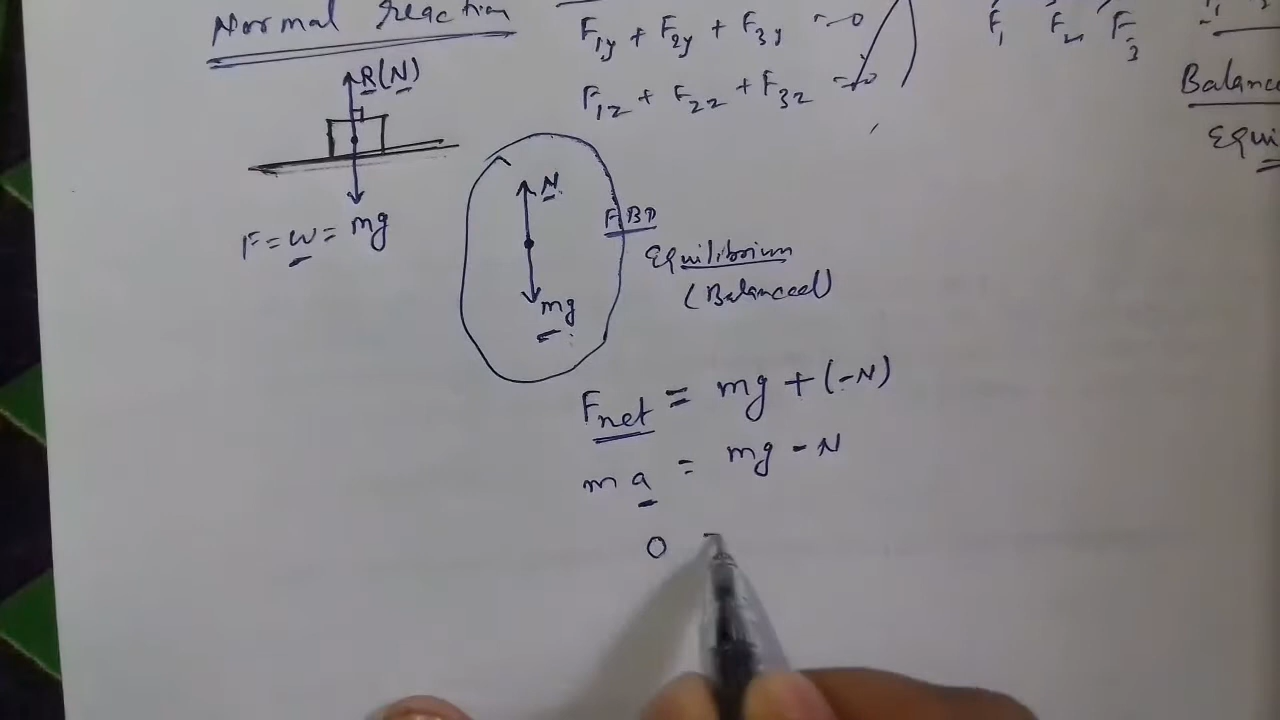 Normal reaction
R(N)
F = W = mg
N
FBD
mg
Equilibrium
(Balanced)
F1y + F2y + F3y = 0
F1z + F2z + F3z = 0
F1 F2 F3
Balance
Equi
Fnet = mg + (-N)
ma = mg - N
0